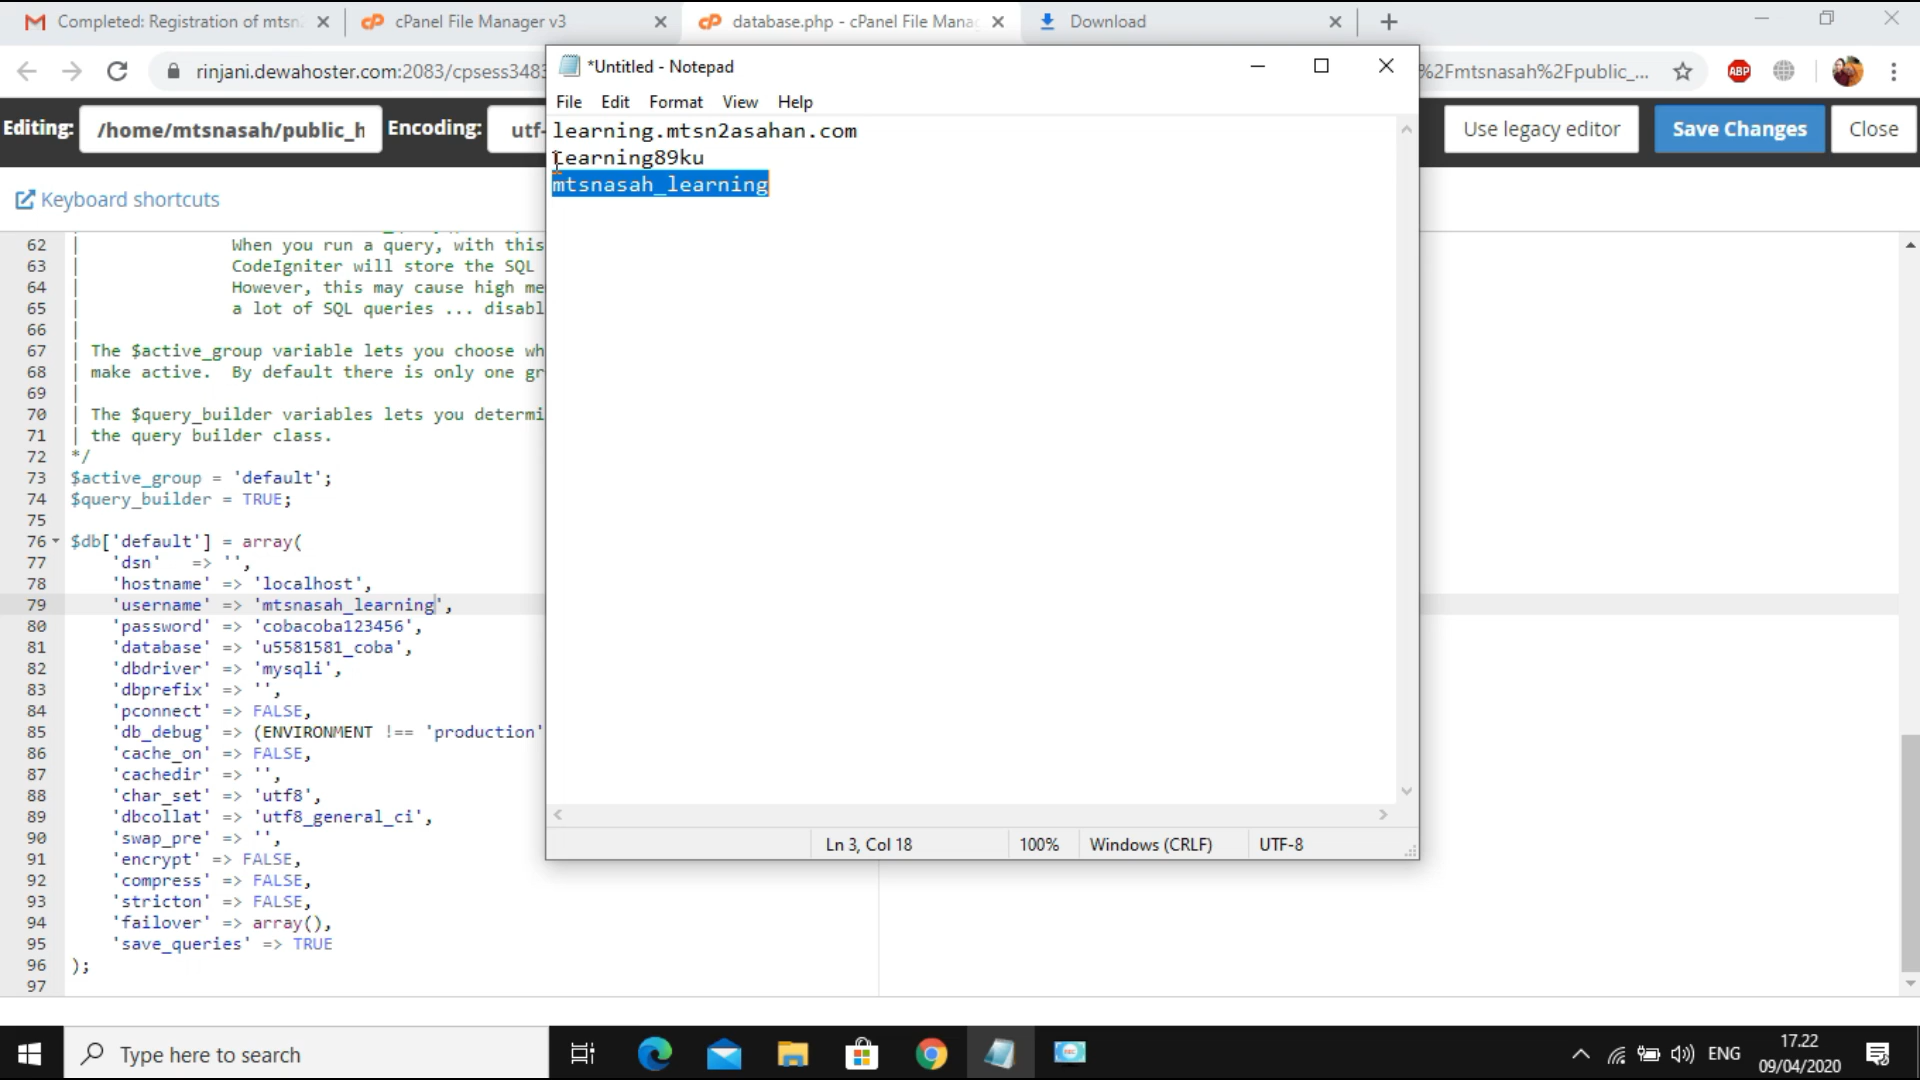 Completed: Registration of mtsn
cPanel File Manager v3
database.php - cPanel File Mana
Download
rinjani.dewahoster.com:2083/cpsess3483
%2Fmtsnasah%2Fpublic_...
ABP
*Untitled - Notepad
File Edit Format View Help
Editing: /home/mtsnasah/public_h Encoding: utf-
Use legacy editor
Save Changes
Close
Keyboard shortcuts
learning.mtsn2asahan.com
Learning89ku
mtsnasah_learning
62 | When you run a query, with this
63 | CodeIgniter will store the SQL
64 | However, this may cause high me
65 | a lot of SQL queries ... disabl
66 |
67 | The $active_group variable lets you choose wh
68 | make active. By default there is only one gr
69 |
70 | The $query_builder variables lets you determi
71 | the query builder class.
72 */
73 $active_group = 'default';
74 $query_builder = TRUE;
75
76 $db['default'] = array(
77 'dsn' => '',
78 'hostname' => 'localhost',
79 'username' => 'mtsnasah_learning',
80 'password' => 'cobacoba123456',
81 'database' => 'u5581581_coba',
82 'dbdriver' => 'mysqli',
83 'dbprefix' => '',
84 'pconnect' => FALSE,
85 'db_debug' => (ENVIRONMENT !== 'production'
86 'cache_on' => FALSE,
87 'cachedir' => '',
88 'char_set' => 'utf8',
89 'dbcollat' => 'utf8_general_ci',
90 'swap_pre' => '',
91 'encrypt' => FALSE,
92 'compress' => FALSE,
93 'stricton' => FALSE,
94 'failover' => array(),
95 'save_queries' => TRUE
96 );
97
Ln 3, Col 18
100%
Windows (CRLF)
UTF-8
Type here to search
ENG
17.22
09/04/2020